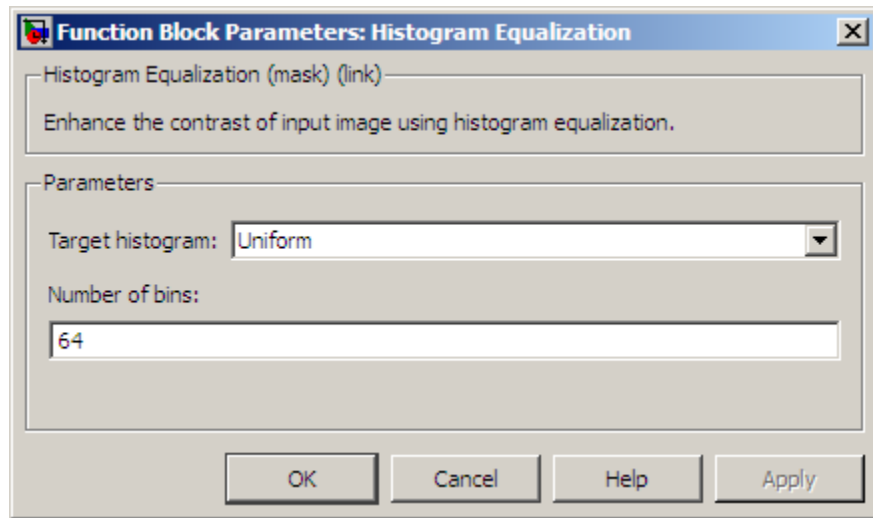 Function Block Parameters: Histogram Equalization
Histogram Equalization (mask) (link)
Enhance the contrast of input image using histogram equalization.
Parameters
Target histogram: Uniform
Number of bins:
64
OK Cancel Help Apply